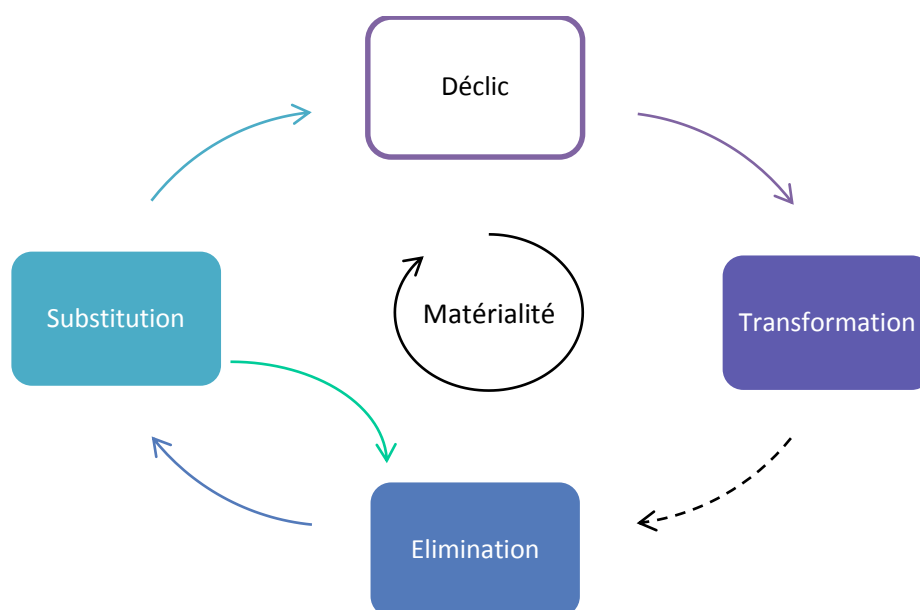 Déclic
Substitution
Matérialité
Transformation
Elimination